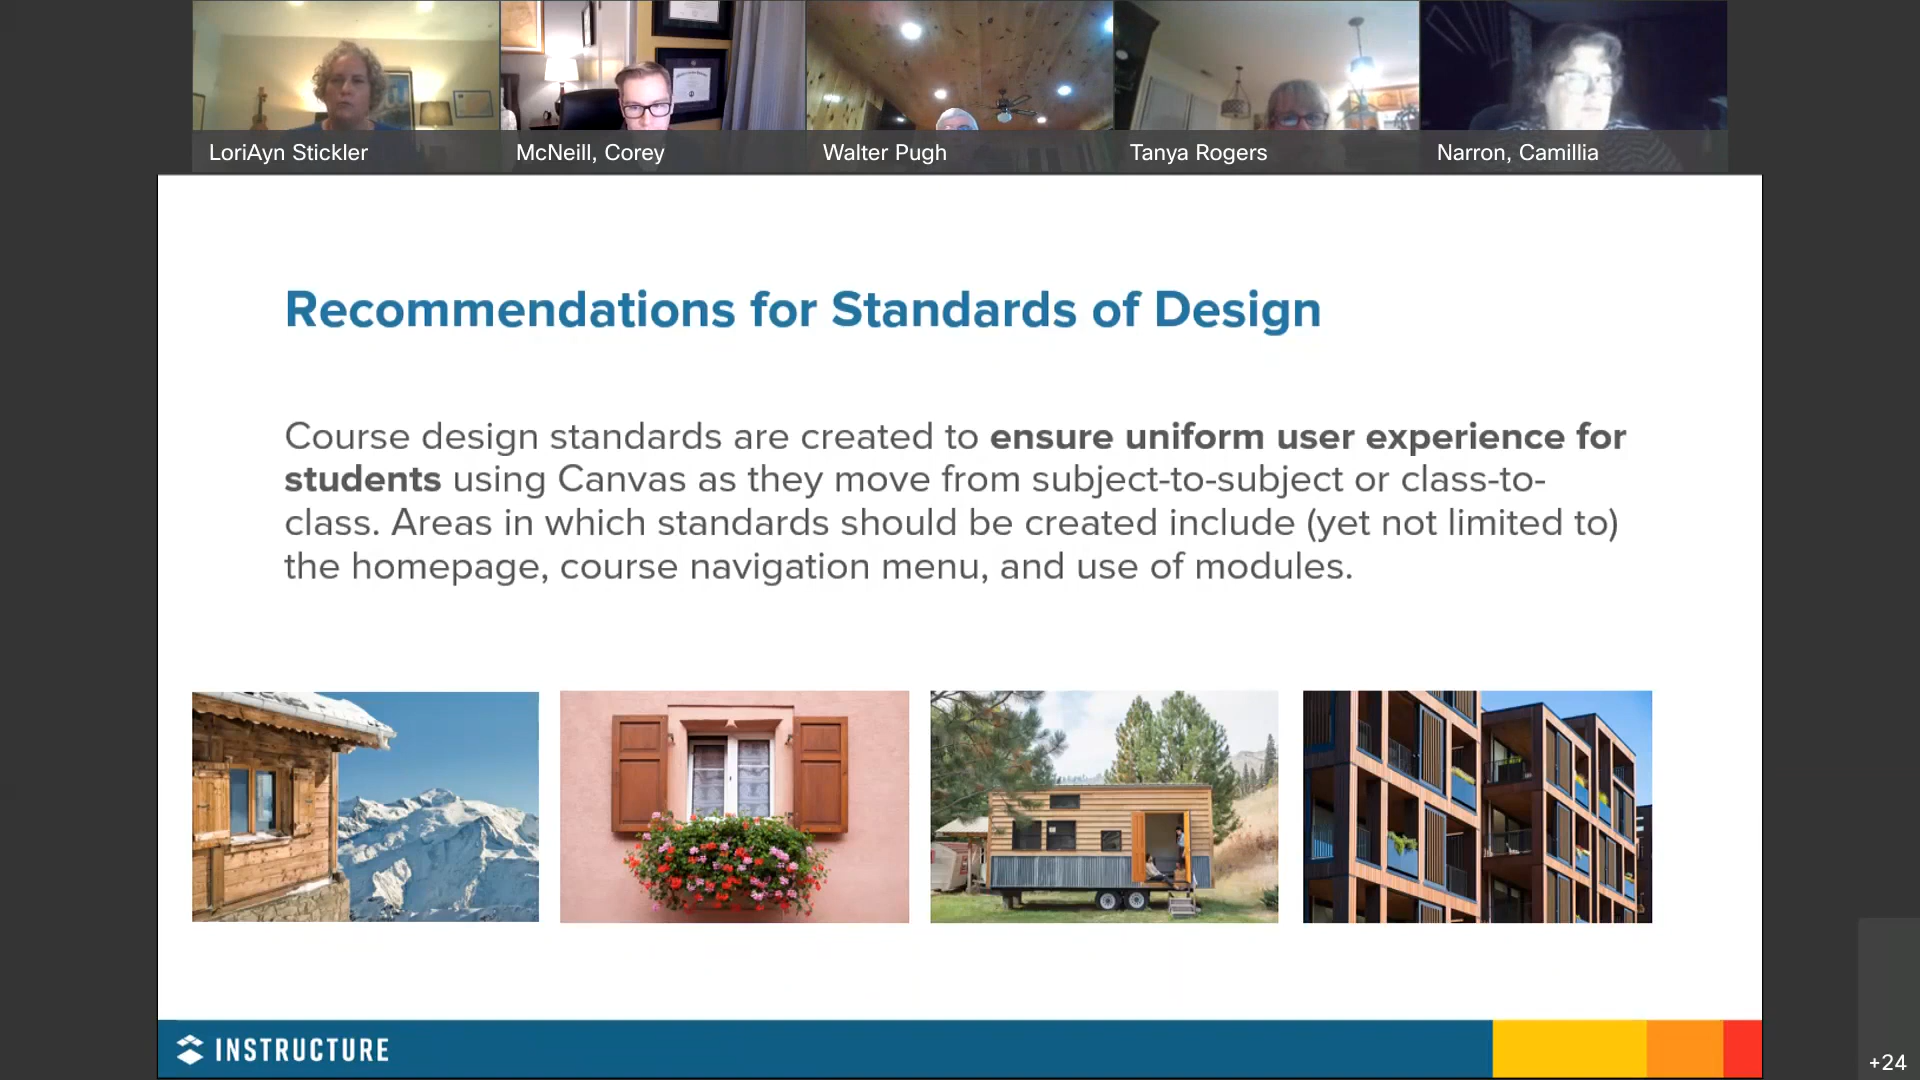 LoriAyn Stickler
McNeill, Corey
Walter Pugh
Tanya Rogers
Narron, Camillia
Recommendations for Standards of Design
Course design standards are created to ensure uniform user experience for
students using Canvas as they move from subject-to-subject or class-to-
class. Areas in which standards should be created include (yet not limited to)
the homepage, course navigation menu, and use of modules.
INSTRUCTURE
+24